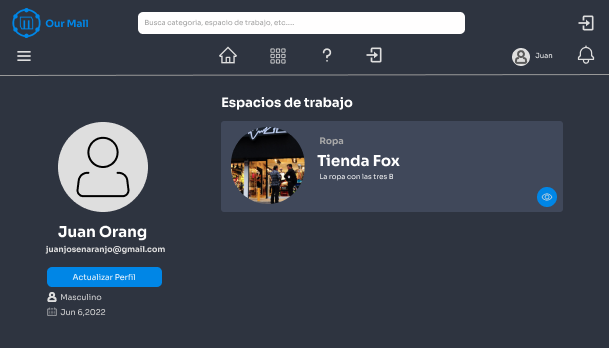 Our Mall
Busca categoria, espacio de trabajo, etc.....
Juan
Espacios de trabajo
Ropa
Tienda Fox
La ropa con las tres B
Juan Orang
juanjosenaranjo@gmail.com
Actualizar Perfil
Masculino
Jun 6,2022